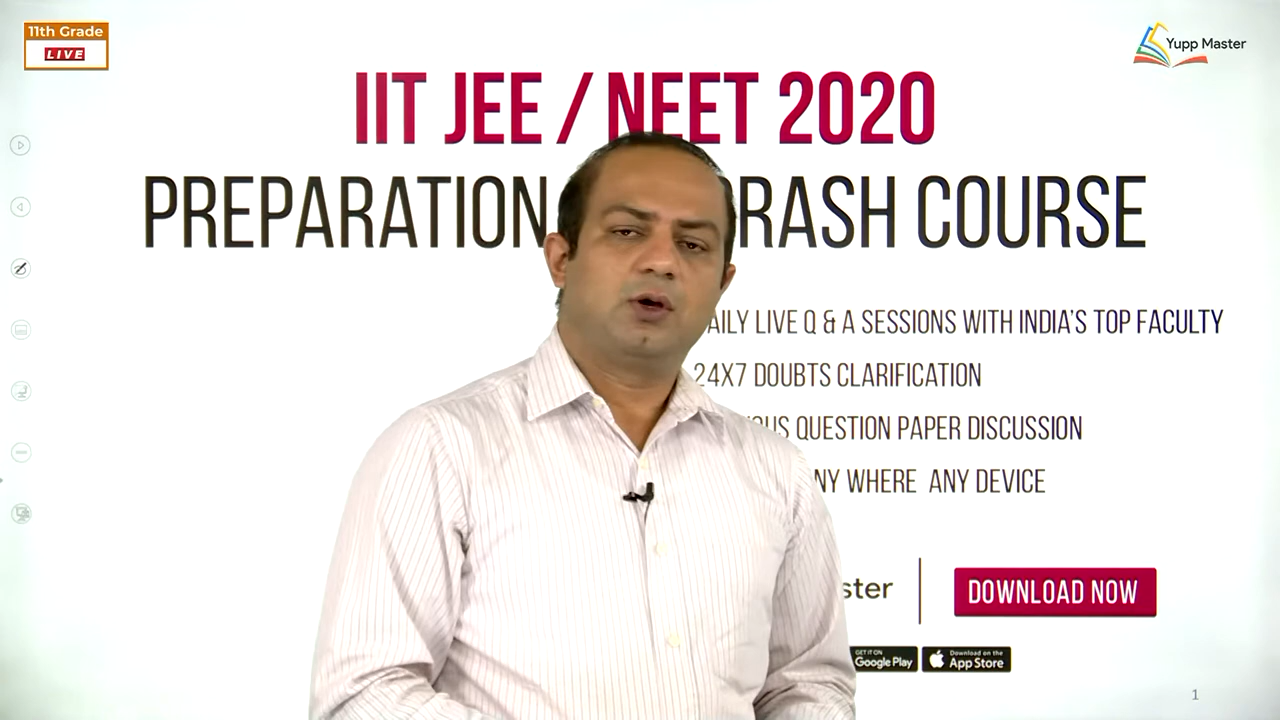 11th Grade
LIVE
Yupp Master
IIT JEE / NEET 2020
PREPARATION RASH COURSE
AILY LIVE Q & A SESSIONS WITH INDIA'S TOP FACULTY
24X7 DOUBTS CLARIFICATION
OUS QUESTION PAPER DISCUSSION
NY WHERE ANY DEVICE
ster
DOWNLOAD NOW
GET IT ON
Google Play
Download on the
App Store
1